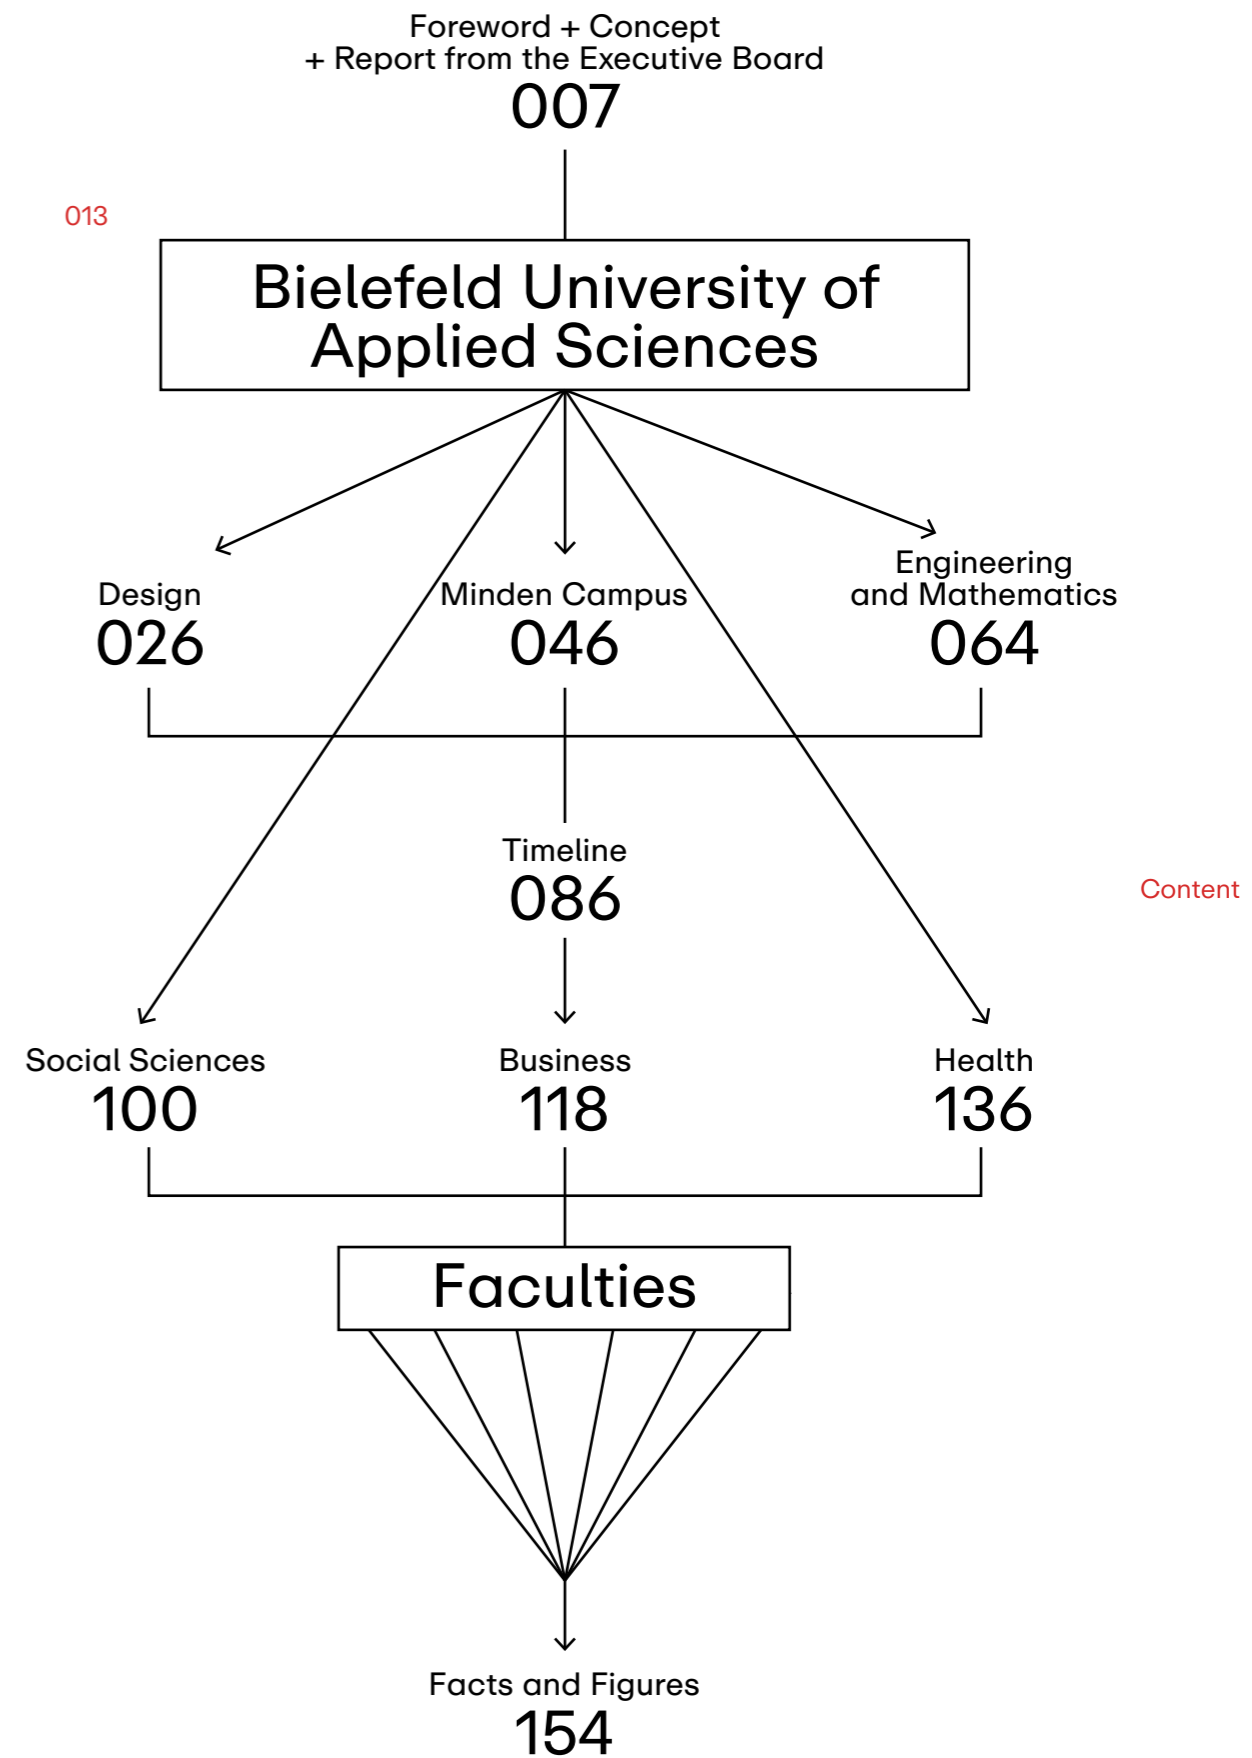 Foreword + Concept
+ Report from the Executive Board
007
013
Bielefeld University of
Applied Sciences
Design
026
Minden Campus
046
Engineering
and Mathematics
064
Timeline
086
Content
Social Sciences
100
Business
118
Health
136
Faculties
Facts and Figures
154